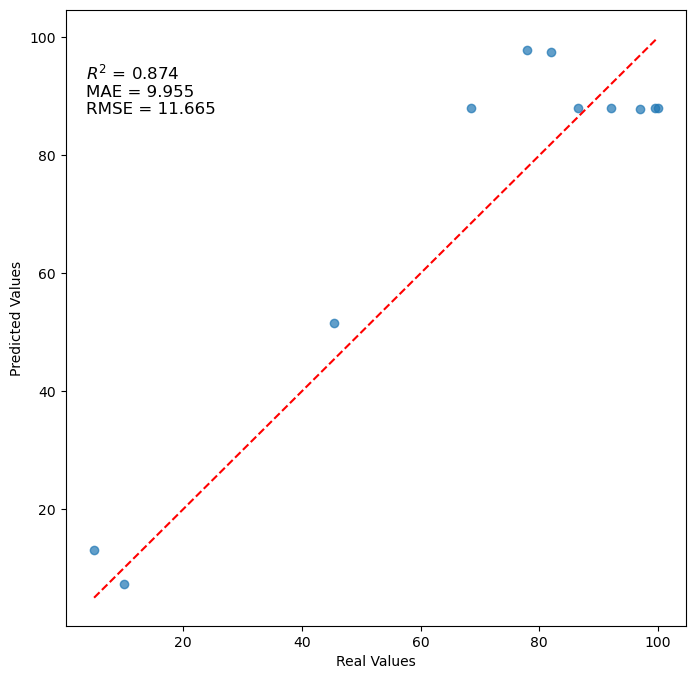 100
R² = 0.874
MAE = 9.955
RMSE = 11.665
80
60
40
20
Predicted Values
20 40 60 80 100
Real Values